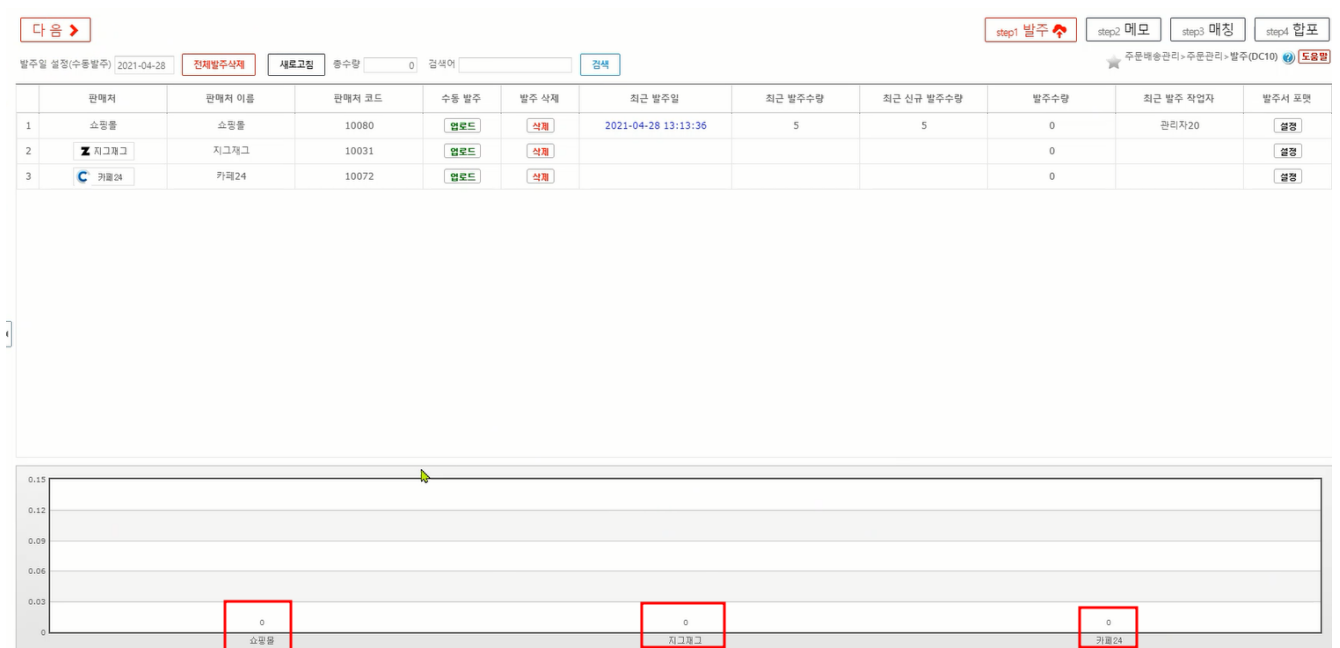 다음
step1 발주 step2 메모 step3 매칭 step4 합포
발주일 설정(수동발주) 2021-04-28 전체발주삭제 새로고침 총수량 0 검색어 검색 주문배송관리>주문관리>발주(DC10) ? 도움말
판매처 판매처 이름 판매처 코드 수동 발주 발주 삭제 최근 발주일 최근 발주수량 최근 신규 발주수량 발주수량 최근 발주 작업자 발주서 포맷
1 쇼핑몰 쇼핑몰 10080 업로드 삭제 2021-04-28 13:13:36 5 5 0 관리자20 설정
2 Z 지그재그 지그재그 10031 업로드 삭제 0 설정
3 C 카페24 카페24 10072 업로드 삭제 0 설정
0.15
0.12
0.09
0.06
0.03
0 0 0
0
쇼핑몰 지그재그 카페24